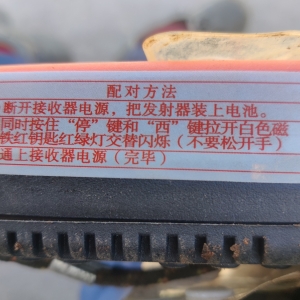 配对方法
断开接收器电源，把发射器装上电池。
同时按住“停”键和“西”键拉开白色磁
铁红钥匙红绿灯交替闪烁（不要松开手）
通上接收器电源（完毕）